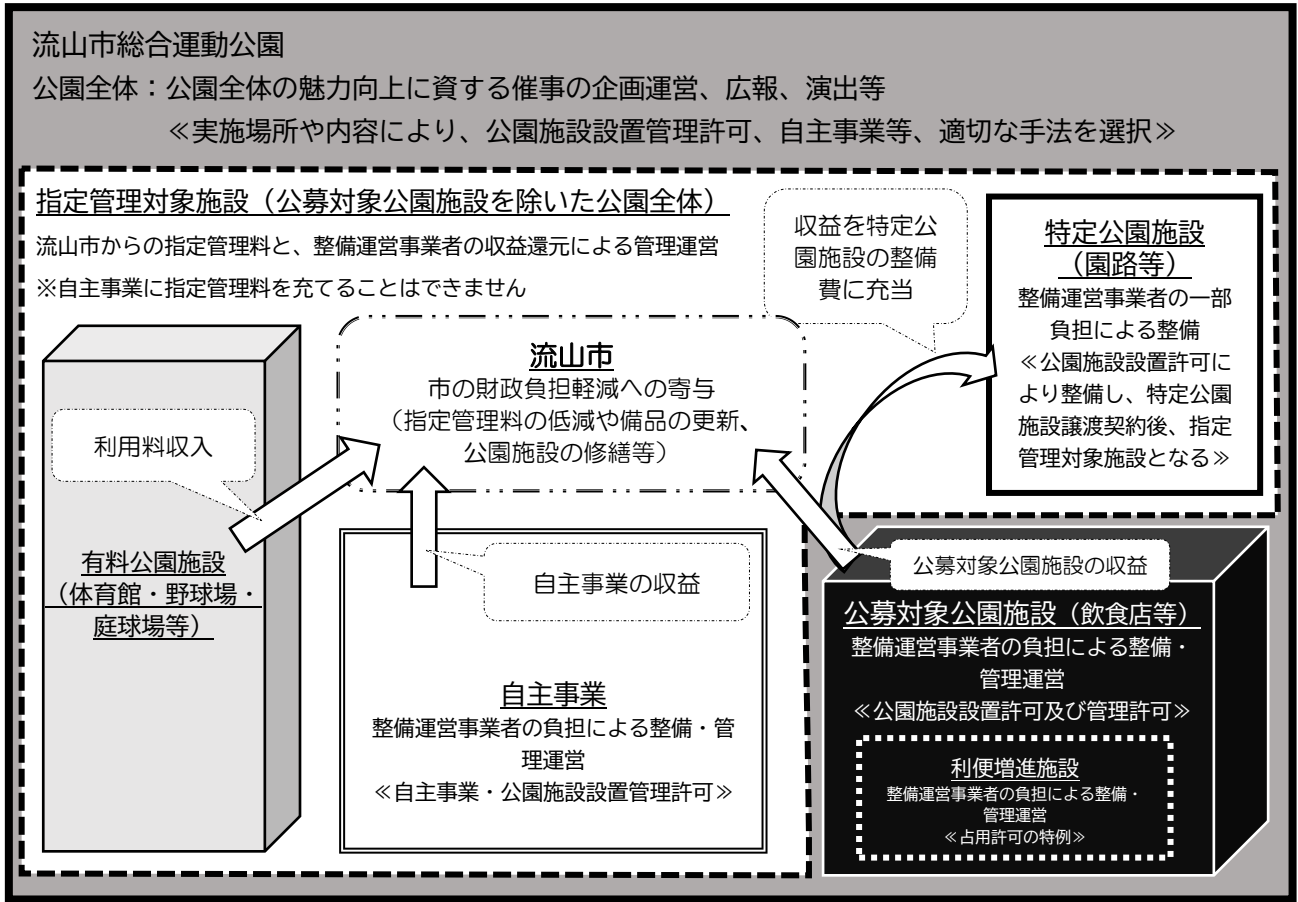 流山市総合運動公園
公園全体：公園全体の魅力向上に資する催事の企画運営、広報、演出等
≪実施場所や内容により、公園施設設置管理許可、自主事業等、適切な手法を選択≫
指定管理対象施設（公募対象公園施設を除いた公園全体）
流山市からの指定管理料と、整備運営事業者の収益還元による管理運営
※自主事業に指定管理料を充てることはできません
収益を特定公
園施設の整備
費に充当
特定公園施設
（園路等）
整備運営事業者の一部
負担による整備
≪公園施設設置許可に
より整備し、特定公園
施設譲渡契約後、指定
管理対象施設となる≫
流山市
市の財政負担軽減への寄与
（指定管理料の低減や備品の更新、
公園施設の修繕等）
利用料収入
有料公園施設
（体育館・野球場・
庭球場等）
自主事業の収益
自主事業
整備運営事業者の負担による整備・管
理運営
≪自主事業・公園施設設置管理許可≫
公募対象公園施設の収益
公募対象公園施設（飲食店等）
整備運営事業者の負担による整備・
管理運営
≪公園施設設置許可及び管理許可≫
利便増進施設
整備運営事業者の負担による整備・
管理運営
≪占用許可の特例≫